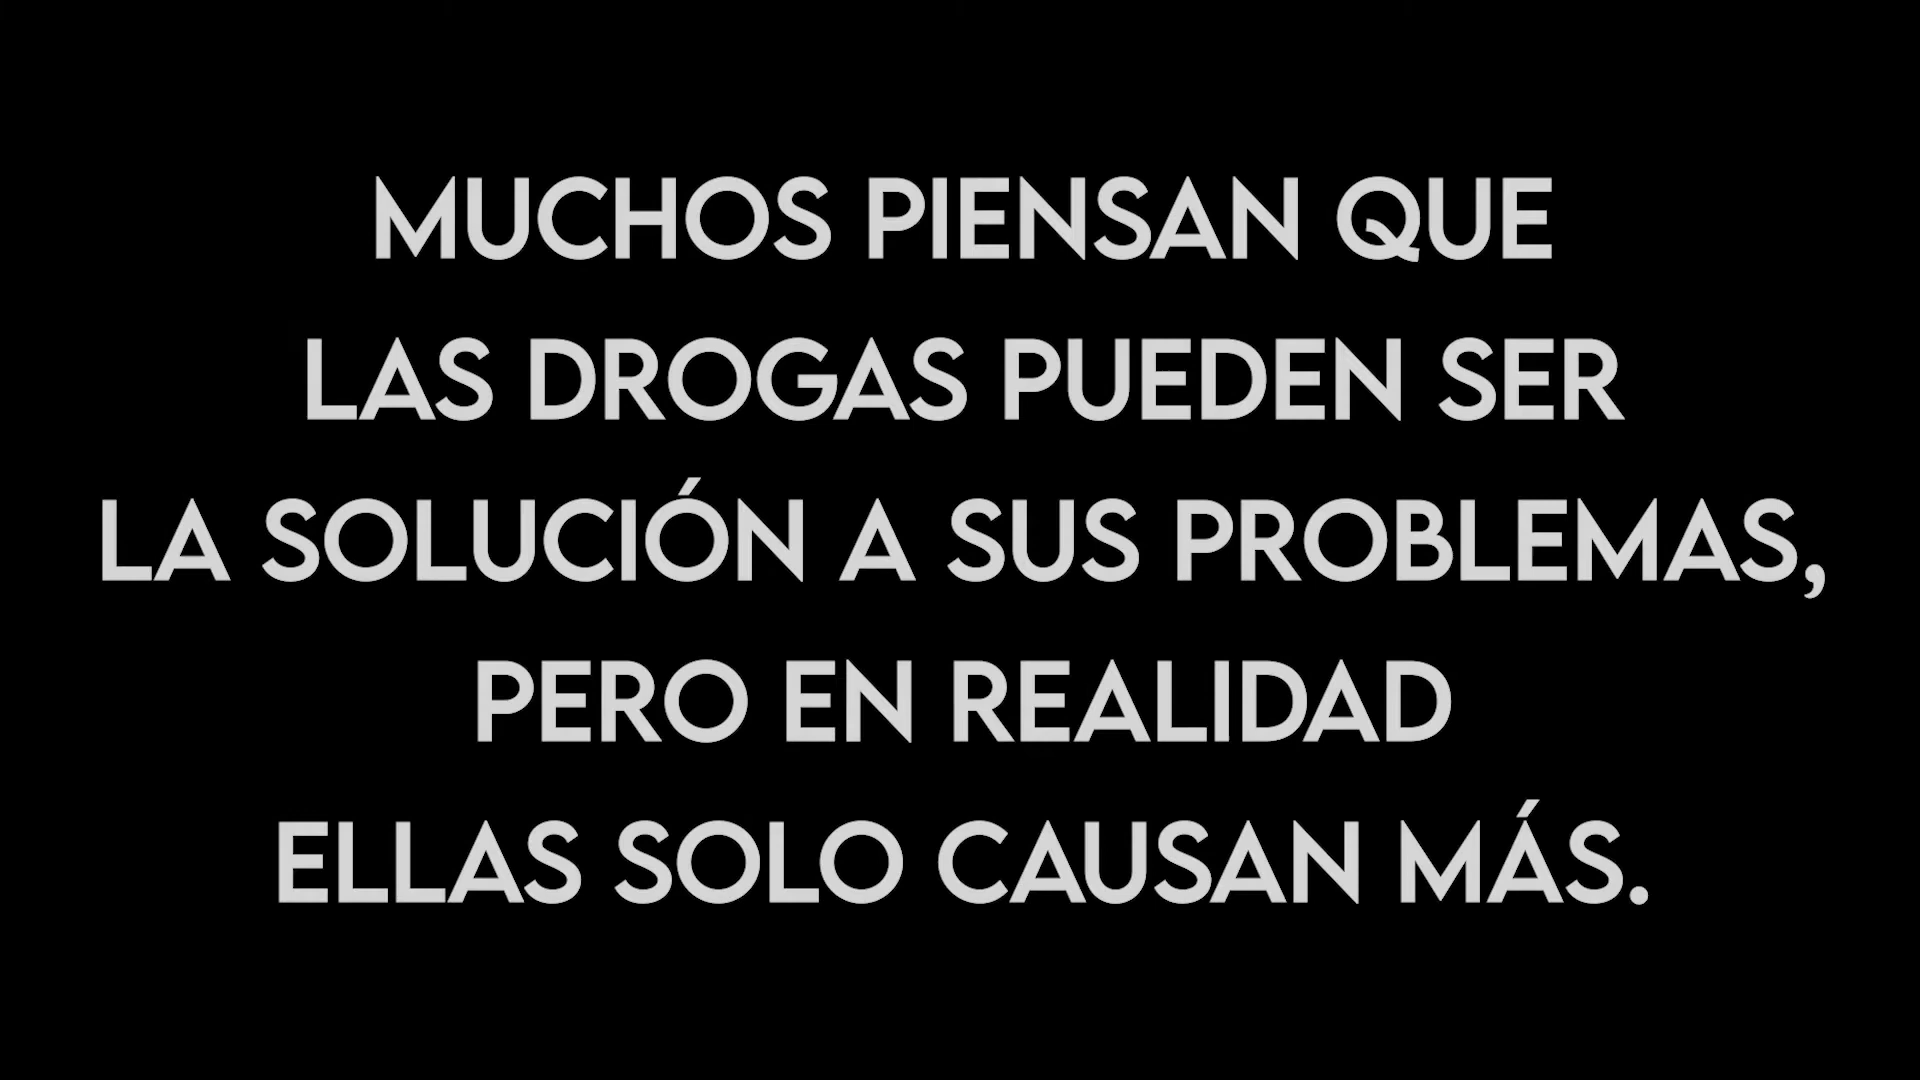 MUCHOS PIENSAN QUE
LAS DROGAS PUEDEN SER
LA SOLUCIÓN A SUS PROBLEMAS,
PERO EN REALIDAD
ELLAS SOLO CAUSAN MÁS.